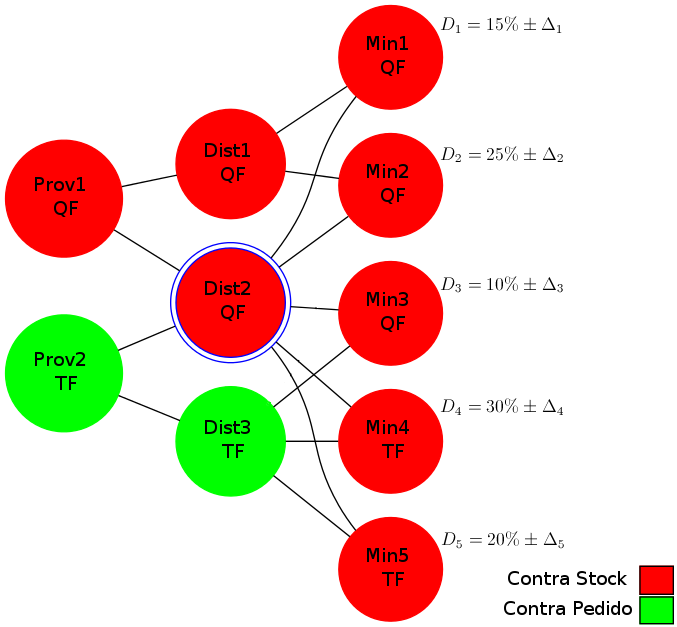 Min1
QF
D₁ = 15% ± Δ₁
Dist1
QF
Min2
QF
D₂ = 25% ± Δ₂
Prov1
QF
Dist2
QF
Min3
QF
D₃ = 10% ± Δ₃
Prov2
TF
Dist3
TF
Min4
TF
D₄ = 30% ± Δ₄
Min5
TF
D₅ = 20% ± Δ₅
Contra Stock
Contra Pedido